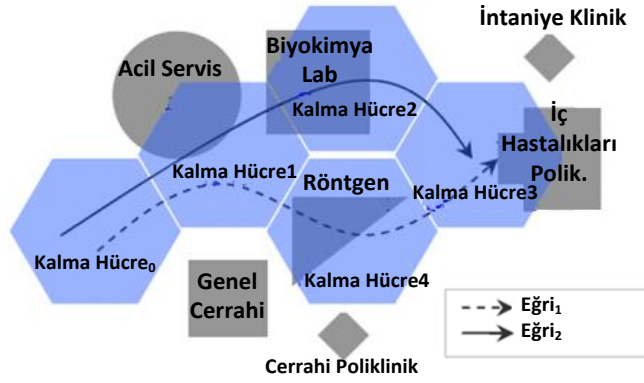 İntaniye Klinik
Acil Servis
Biyokimya
Lab
Kalma Hücre2
İç
Hastalıkları
Polik.
Kalma Hücre1
Röntgen
Kalma Hücre3
Kalma Hücre₀
Genel
Cerrahi
Kalma Hücre4
Eğri₁
Eğri₂
Cerrahi Poliklinik